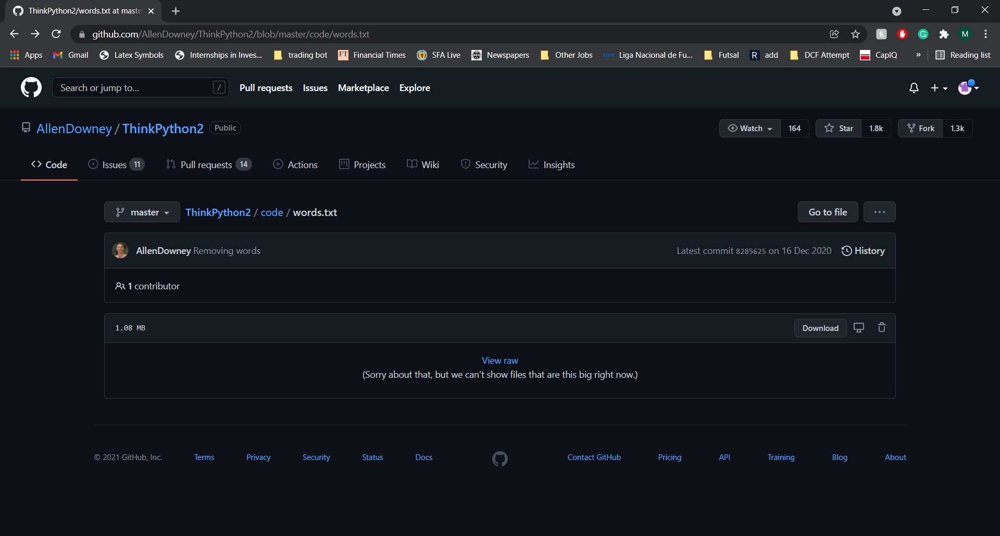 ThinkPython2/words.txt at maste
github.com/AllenDowney/ThinkPython2/blob/master/code/words.txt
M
Apps Gmail Latex Symbols Internships in Inves... trading bot FT Financial Times SFA Live Newspapers Other Jobs Liga Nacional de Fu... Futsal R add DCF Attempt CapIQ » Reading list
Search or jump to... / Pull requests Issues Marketplace Explore
AllenDowney / ThinkPython2 Public Watch 164 Star 1.8k Fork 1.3k
Code Issues 11 Pull requests 14 Actions Projects Wiki Security Insights
master ThinkPython2 / code / words.txt Go to file ...
AllenDowney Removing words Latest commit 8285625 on 16 Dec 2020 History
1 contributor
1.08 MB Download
View raw
(Sorry about that, but we can’t show files that are this big right now.)
© 2021 GitHub, Inc. Terms Privacy Security Status Docs Contact GitHub Pricing API Training Blog About